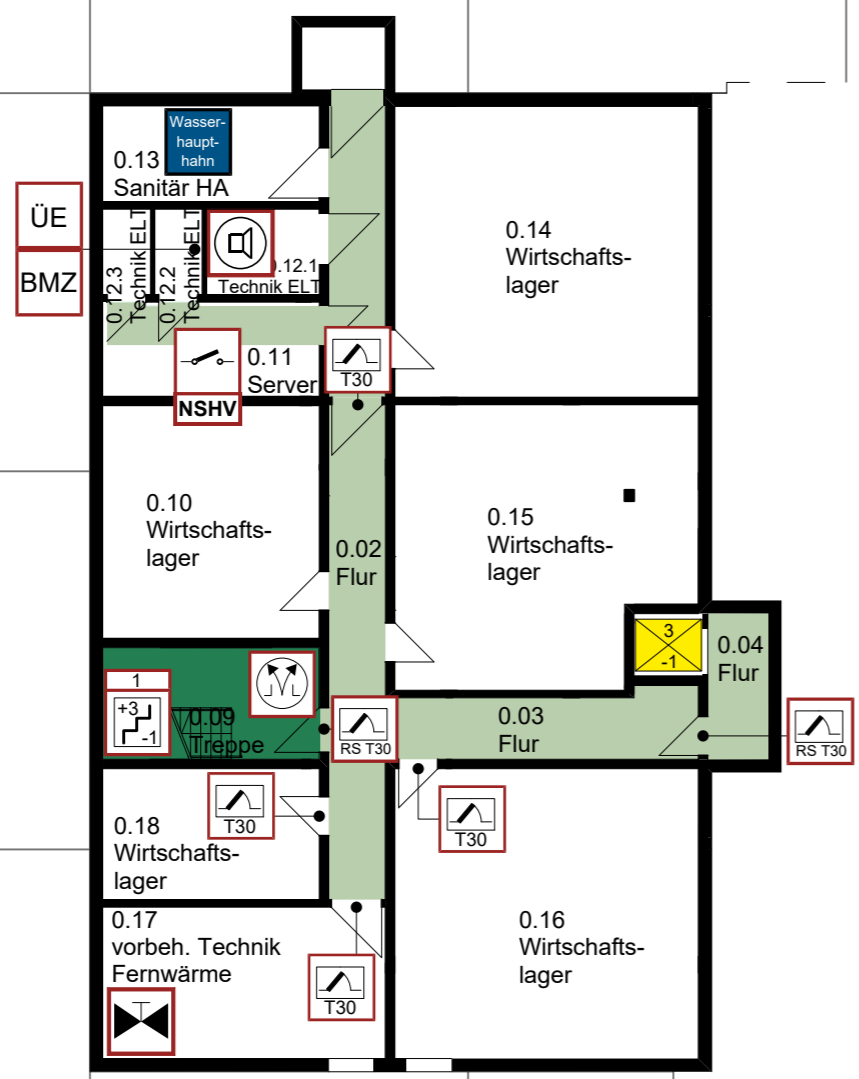 Wasser-
haupt-
hahn
0.13
Sanitär HA
ÜE
BMZ
0.12.3
Technik ELT
0.12.2
Technik ELT
0.12.1
Technik ELT
0.14
Wirtschafts-
lager
0.11
Server
NSHV
T30
0.10
Wirtschafts-
lager
0.02
Flur
0.15
Wirtschafts-
lager
3
-1
0.04
Flur
1
+3
-1
0.09
Treppe
RS T30
0.03
Flur
RS T30
T30
T30
0.18
Wirtschafts-
lager
0.17
vorbeh. Technik
Fernwärme
T30
0.16
Wirtschafts-
lager